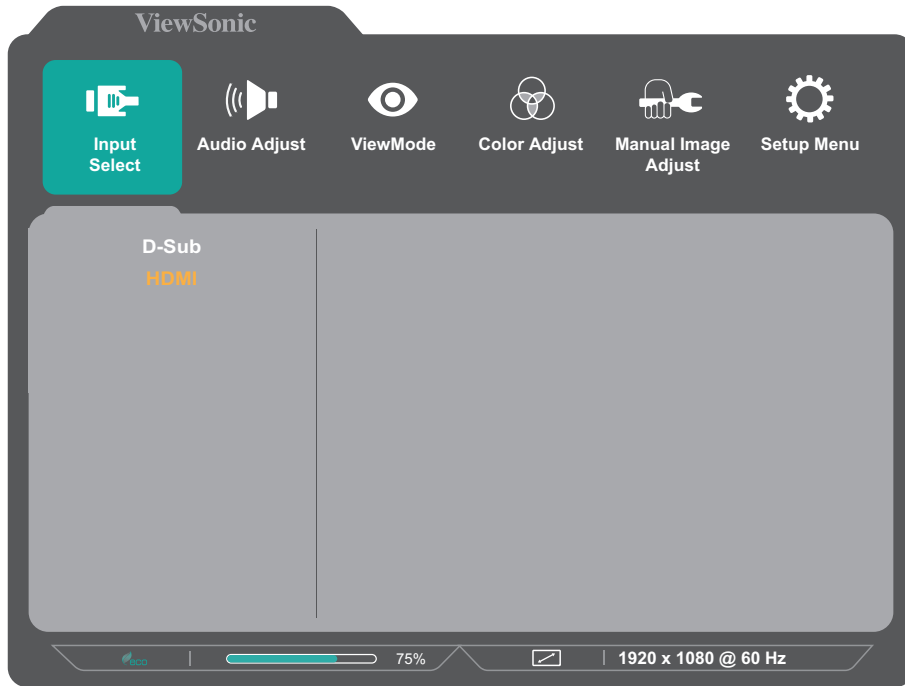 ViewSonic
Input
Select
Audio Adjust
ViewMode
Color Adjust
Manual Image
Adjust
Setup Menu
D-Sub
HDMI
eco
75%
1920 x 1080 @ 60 Hz